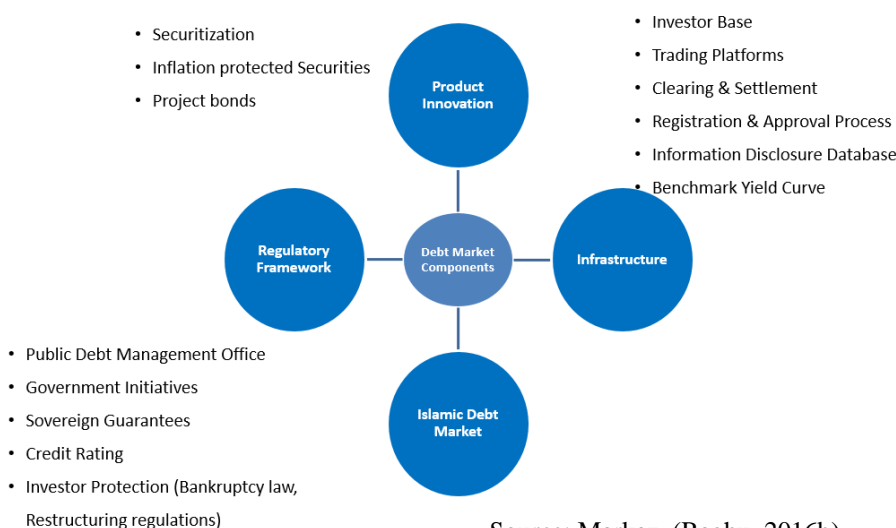 • Securitization
• Inflation protected Securities
• Project bonds
Product
Innovation
• Investor Base
• Trading Platforms
• Clearing & Settlement
• Registration & Approval Process
• Information Disclosure Database
• Benchmark Yield Curve
Regulatory
Framework
Debt Market
Components
Infrastructure
• Public Debt Management Office
• Government Initiatives
• Sovereign Guarantees
• Credit Rating
• Investor Protection (Bankruptcy law,
Restructuring regulations)
Islamic Debt
Market